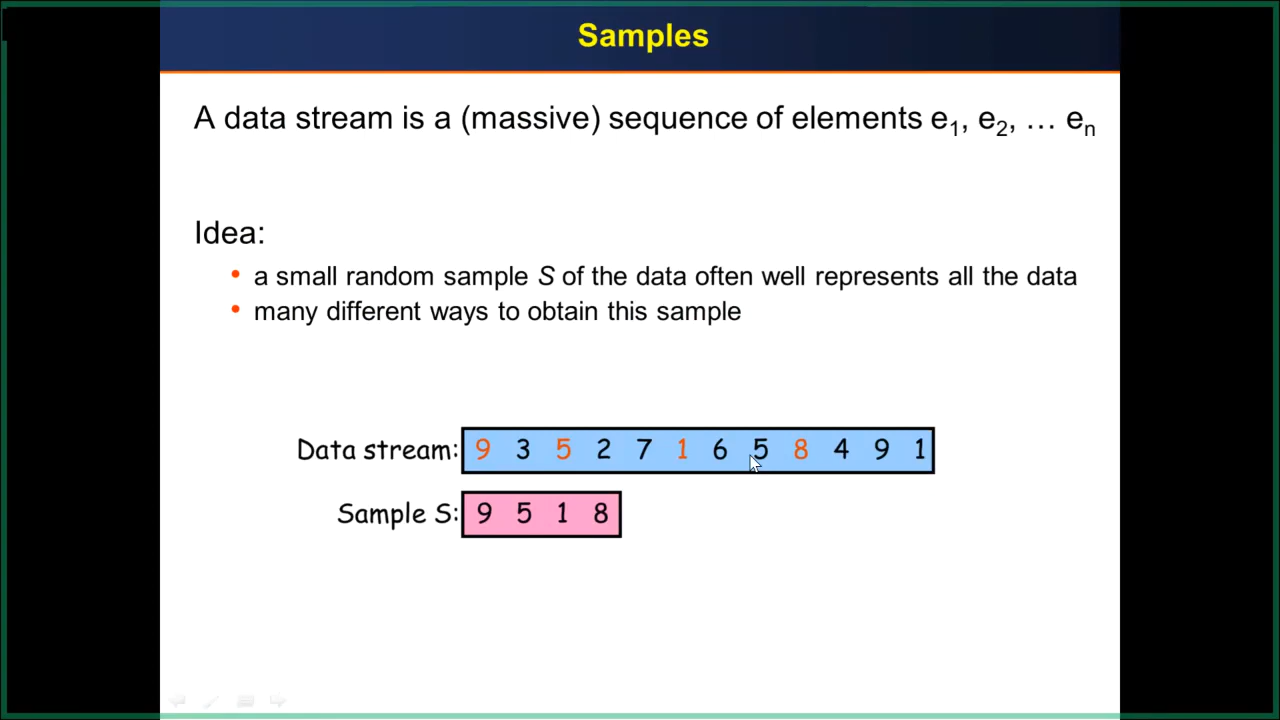 Samples
A data stream is a (massive) sequence of elements e₁, e₂, … eₙ
Idea:
• a small random sample S of the data often well represents all the data
• many different ways to obtain this sample
Data stream: 9 3 5 2 7 1 6 5 8 4 9 1
Sample S: 9 5 1 8